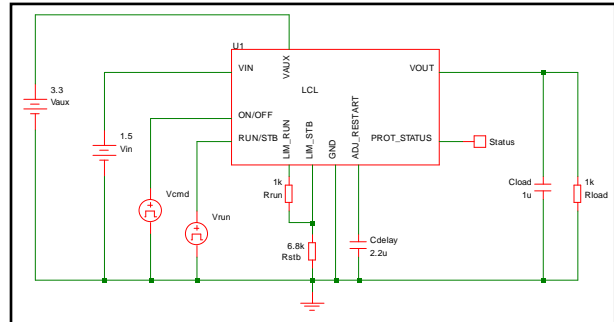 U1
VIN
VAUX
VOUT
LCL
3.3
Vaux
ON/OFF
1.5
Vin
RUN/STB
LIM_RUN
LIM_STB
GND
ADJ_RESTART
PROT_STATUS
Status
1k
Rrun
Vcmd
Vrun
Cload
1u
1k
Rload
6.8k
Rstb
Cdelay
2.2u